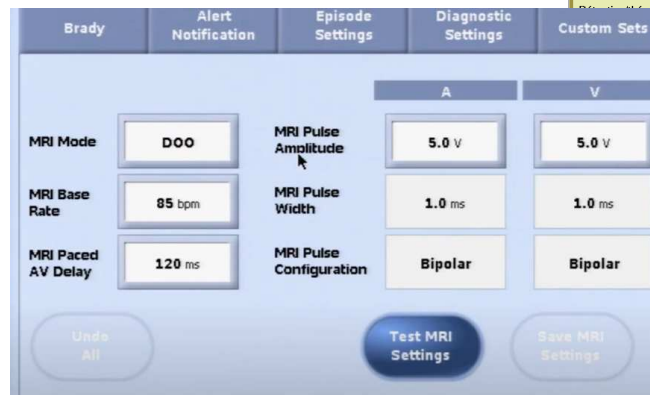 Brady
Alert
Notification
Episode
Settings
Diagnostic
Settings
Custom Sets
A
V
MRI Mode
DOO
MRI Pulse
Amplitude
5.0 V
5.0 V
MRI Base
Rate
85 bpm
MRI Pulse
Width
1.0 ms
1.0 ms
MRI Paced
AV Delay
120 ms
MRI Pulse
Configuration
Bipolar
Bipolar
Undo
All
Test MRI
Settings
Save MRI
Settings